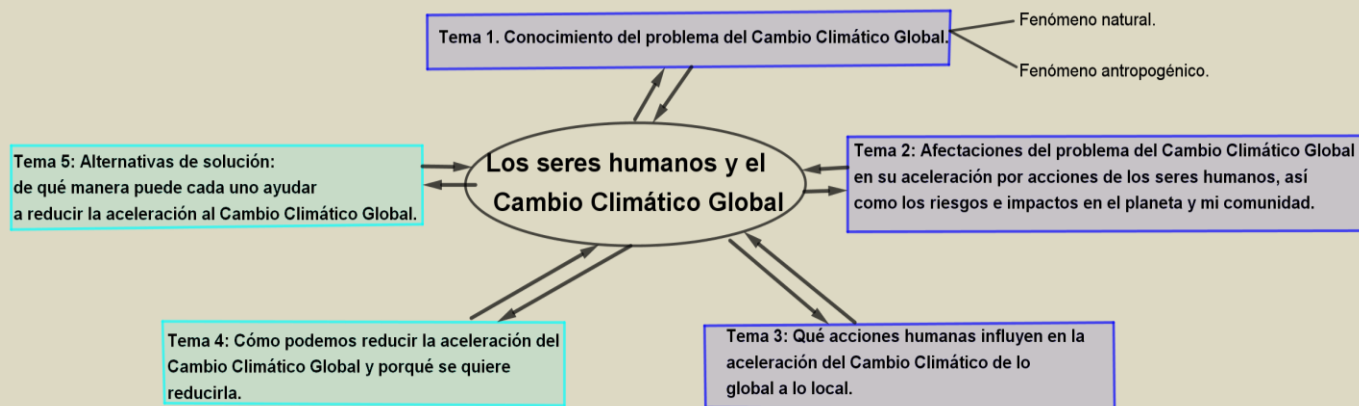 Tema 1. Conocimiento del problema del Cambio Climático Global.
Fenómeno natural.
Fenómeno antropogénico.
Los seres humanos y el
Cambio Climático Global
Tema 2: Afectaciones del problema del Cambio Climático Global
en su aceleración por acciones de los seres humanos, así
como los riesgos e impactos en el planeta y mi comunidad.
Tema 3: Qué acciones humanas influyen en la
aceleración del Cambio Climático de lo
global a lo local.
Tema 4: Cómo podemos reducir la aceleración del
Cambio Climático Global y porqué se quiere
reducirla.
Tema 5: Alternativas de solución:
de qué manera puede cada uno ayudar
a reducir la aceleración al Cambio Climático Global.